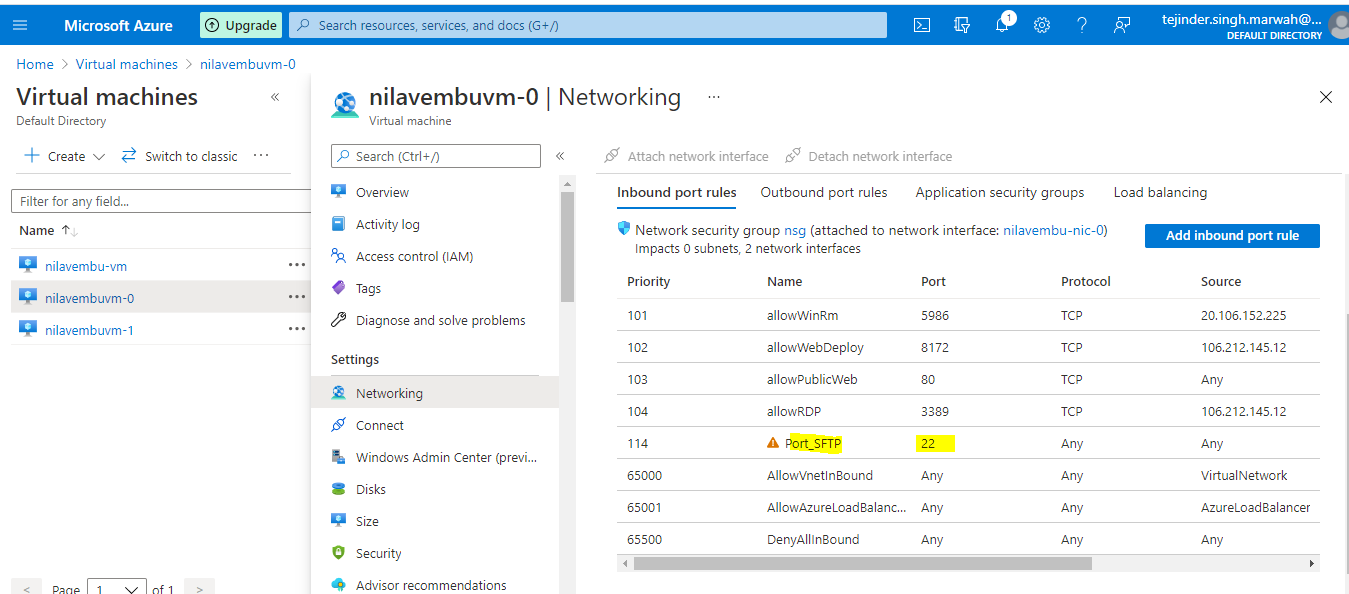 Microsoft Azure
Upgrade
Search resources, services, and docs (G+/)
1
tejinder.singh.marwah@...
DEFAULT DIRECTORY
Home > Virtual machines > nilavembuvm-0
Virtual machines
Default Directory
Create
Switch to classic
Filter for any field...
Name
nilavembu-vm
nilavembuvm-0
nilavembuvm-1
Page 1 of 1
nilavembuvm-0 | Networking
Virtual machine
Search (Ctrl+/)
Overview
Activity log
Access control (IAM)
Tags
Diagnose and solve problems
Settings
Networking
Connect
Windows Admin Center (previ...
Disks
Size
Security
Advisor recommendations
Attach network interface Detach network interface
Inbound port rules Outbound port rules Application security groups Load balancing
Network security group nsg (attached to network interface: nilavembu-nic-0)
Impacts 0 subnets, 2 network interfaces
Add inbound port rule
Priority Name Port Protocol Source
101 allowWinRm 5986 TCP 20.106.152.225
102 allowWebDeploy 8172 TCP 106.212.145.12
103 allowPublicWeb 80 TCP Any
104 allowRDP 3389 TCP 106.212.145.12
114 Port_SFTP 22 Any Any
65000 AllowVnetInBound Any Any VirtualNetwork
65001 AllowAzureLoadBalanc... Any Any AzureLoadBalancer
65500 DenyAllInBound Any Any Any